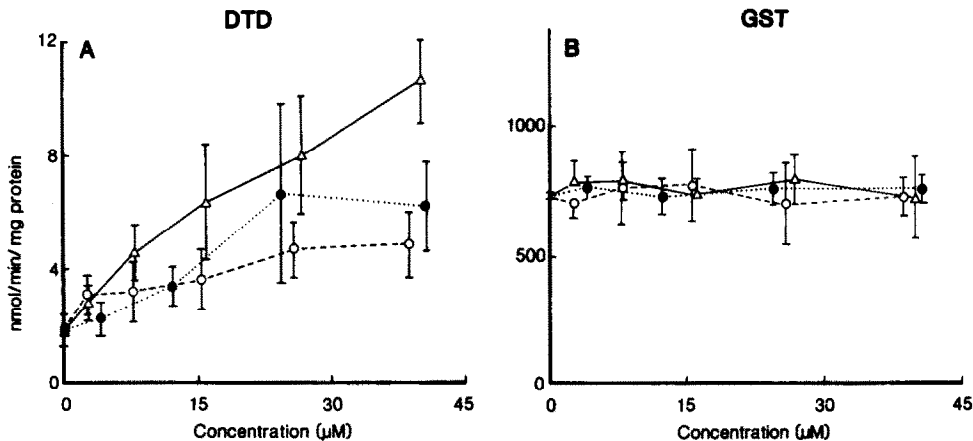 DTD
A
nmol/min/mg protein
12
8
4
0
0 15 30 45
Concentration (μM)
GST
B
1000
500
0
0 15 30 45
Concentration (μM)